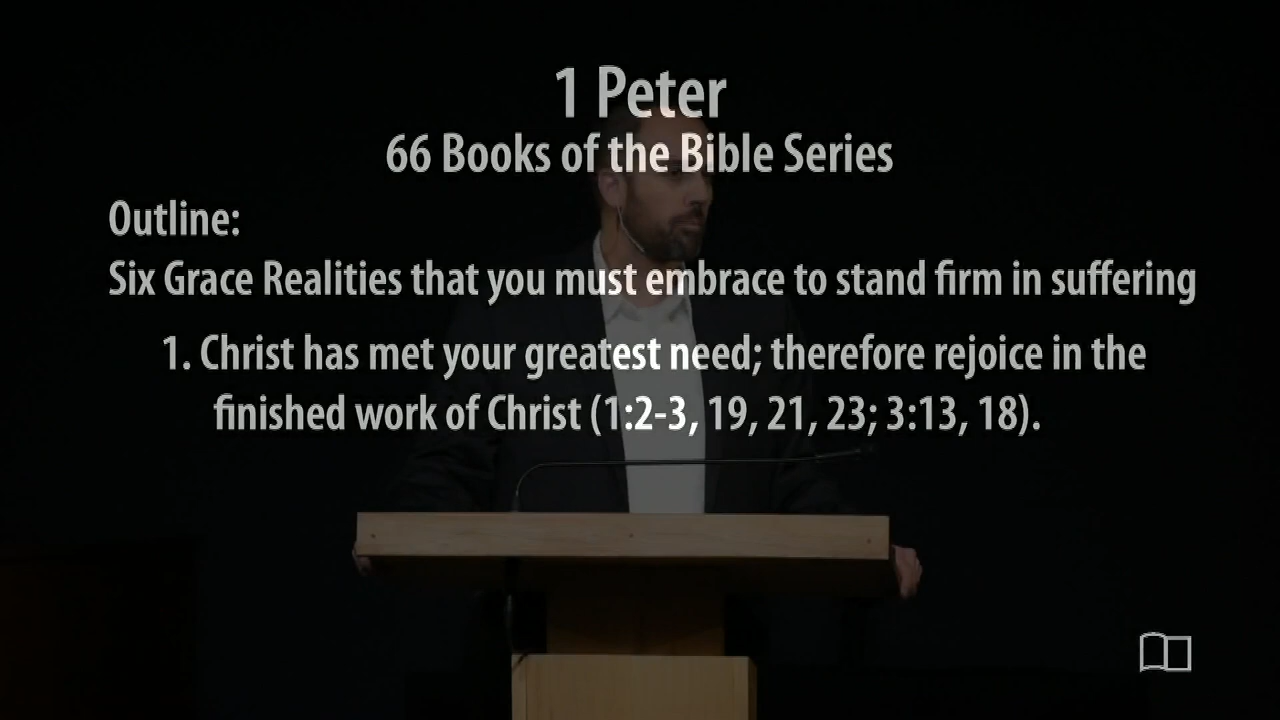 1 Peter
66 Books of the Bible Series
Outline:
Six Grace Realities that you must embrace to stand firm in suffering
1. Christ has met your greatest need; therefore rejoice in the
finished work of Christ (1:2-3, 19, 21, 23; 3:13, 18).